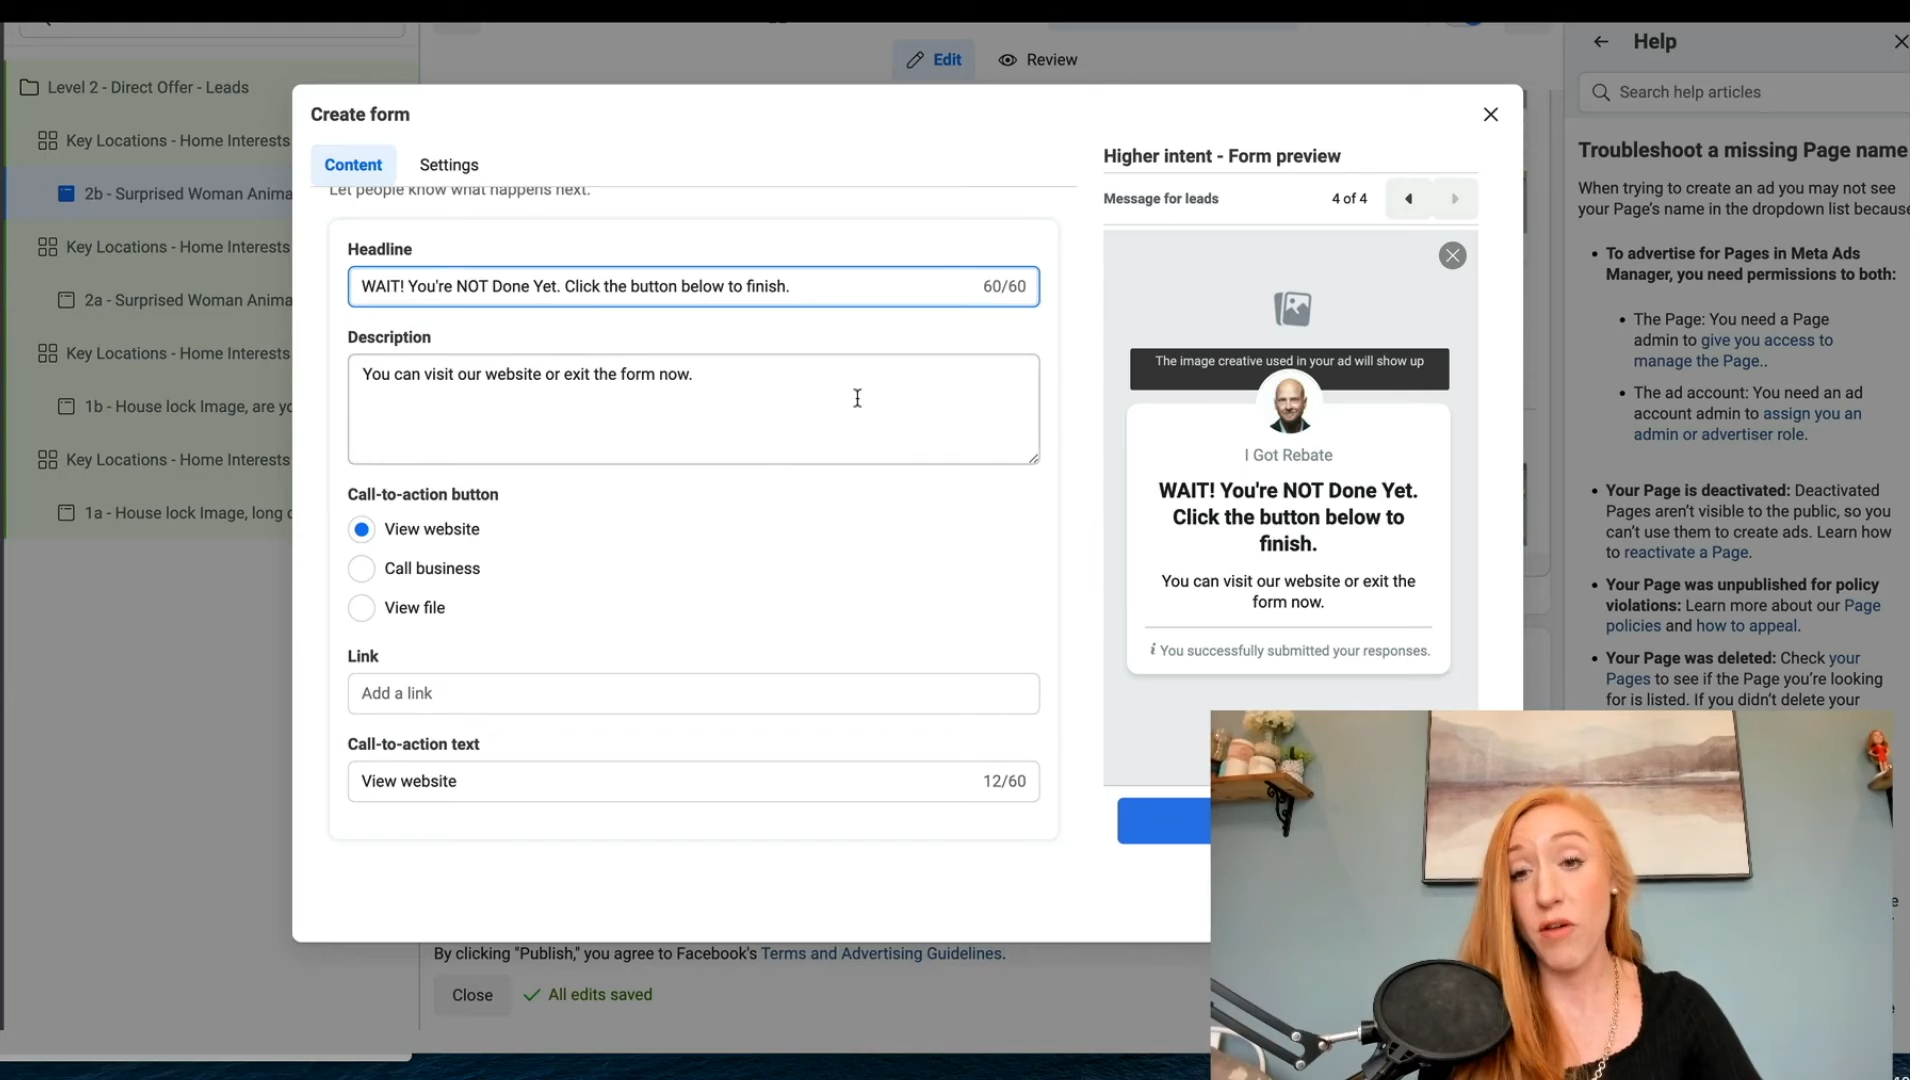 Edit
Review
Help
Search help articles
Level 2 - Direct Offer - Leads
Key Locations - Home Interests
2b - Surprised Woman Anima
Key Locations - Home Interests
2a - Surprised Woman Anima
Key Locations - Home Interests
1b - House lock Image, are yo
Key Locations - Home Interests
1a - House lock Image, long c
Create form
Content
Settings
Let people know what happens next.
Headline
WAIT! You're NOT Done Yet. Click the button below to finish.
60/60
Description
You can visit our website or exit the form now.
Call-to-action button
View website
Call business
View file
Link
Add a link
Call-to-action text
View website
12/60
Higher intent - Form preview
Message for leads
4 of 4
The image creative used in your ad will show up
I Got Rebate
WAIT! You're NOT Done Yet.
Click the button below to
finish.
You can visit our website or exit the
form now.
You successfully submitted your responses.
By clicking "Publish," you agree to Facebook's Terms and Advertising Guidelines.
Close
All edits saved
Troubleshoot a missing Page name
When trying to create an ad you may not see
your Page's name in the dropdown list because
• To advertise for Pages in Meta Ads
Manager, you need permissions to both:
• The Page: You need a Page
admin to give you access to
manage the Page..
• The ad account: You need an ad
account admin to assign you an
admin or advertiser role.
• Your Page is deactivated: Deactivated
Pages aren't visible to the public, so you
can't use them to create ads. Learn how
to reactivate a Page.
• Your Page was unpublished for policy
violations: Learn more about our Page
policies and how to appeal.
• Your Page was deleted: Check your
Pages to see if the Page you're looking
for is listed. If you didn't delete your